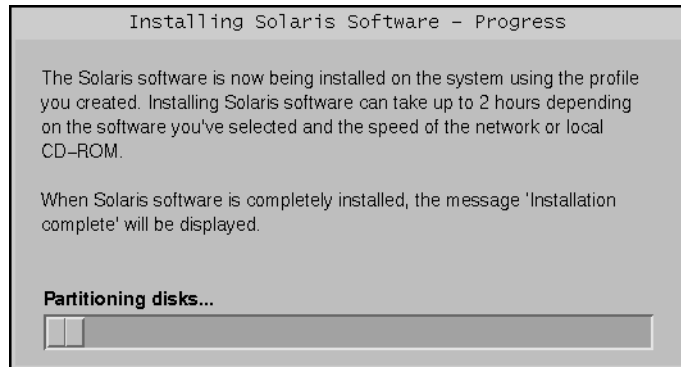 Installing Solaris Software – Progress
The Solaris software is now being installed on the system using the profile
you created. Installing Solaris software can take up to 2 hours depending
on the software you've selected and the speed of the network or local
CD–ROM.
When Solaris software is completely installed, the message 'Installation
complete' will be displayed.
Partitioning disks...